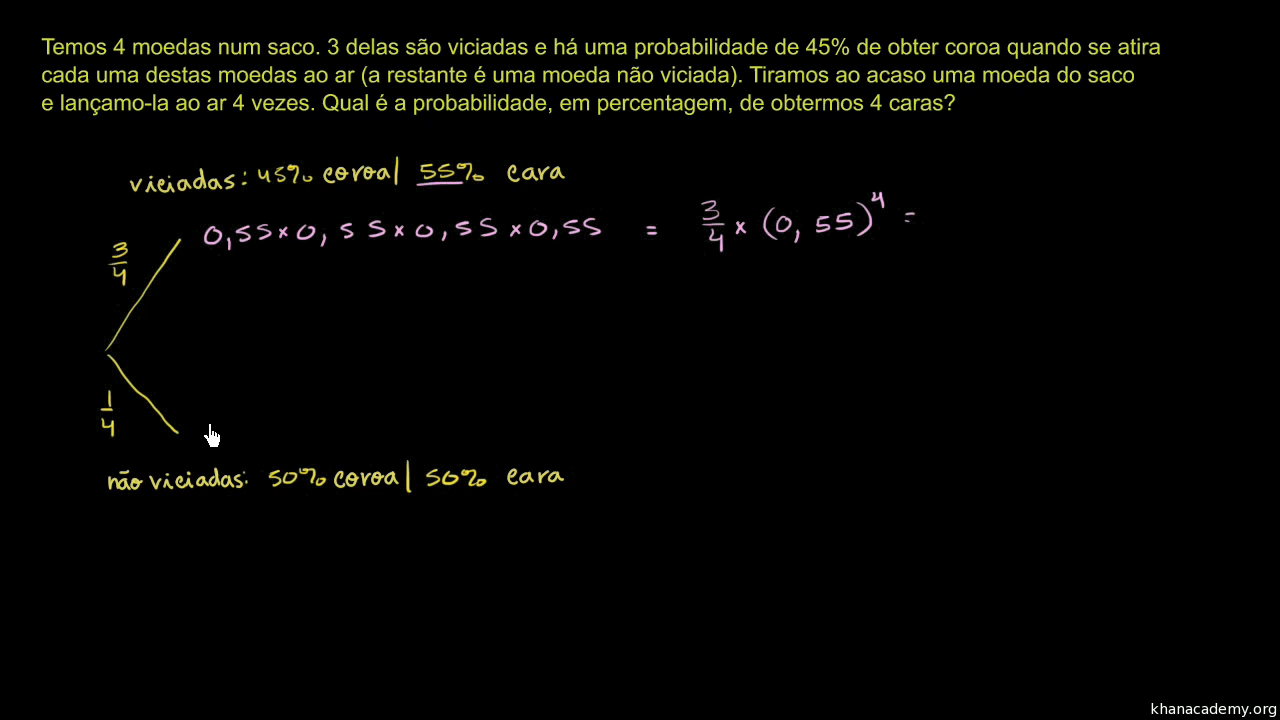 Temos 4 moedas num saco. 3 delas são viciadas e há uma probabilidade de 45% de obter coroa quando se atira
cada uma destas moedas ao ar (a restante é uma moeda não viciada). Tiramos ao acaso uma moeda do saco
e lançamo-la ao ar 4 vezes. Qual é a probabilidade, em percentagem, de obtermos 4 caras?
viciadas: 45% coroa| 55% cara
0,55×0,55×0,55×0,55 = 3/4 × (0,55)^4 =
3/4
1/4
não viciadas: 50% coroa| 50% cara
khanacademy.org